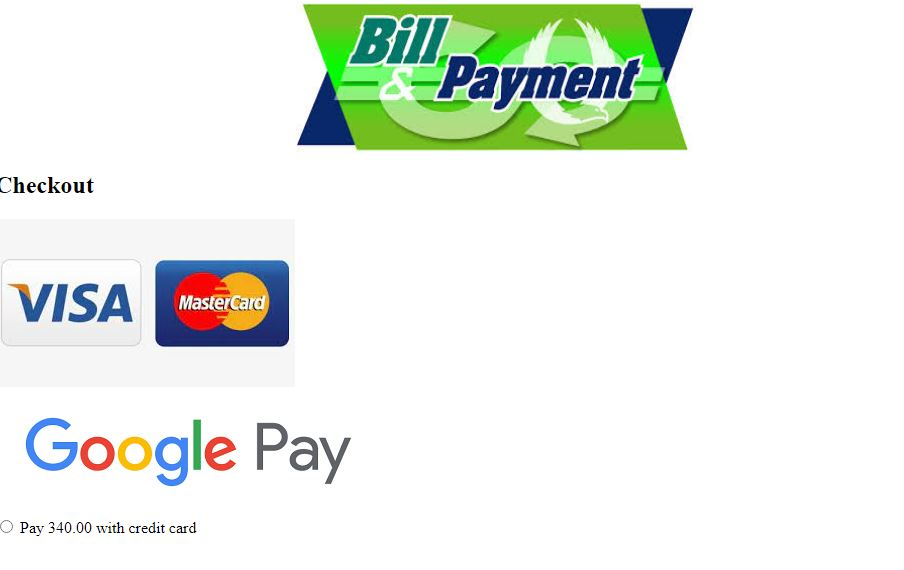 Bill
& Payment
Checkout
VISA MasterCard
Google Pay
Pay 340.00 with credit card